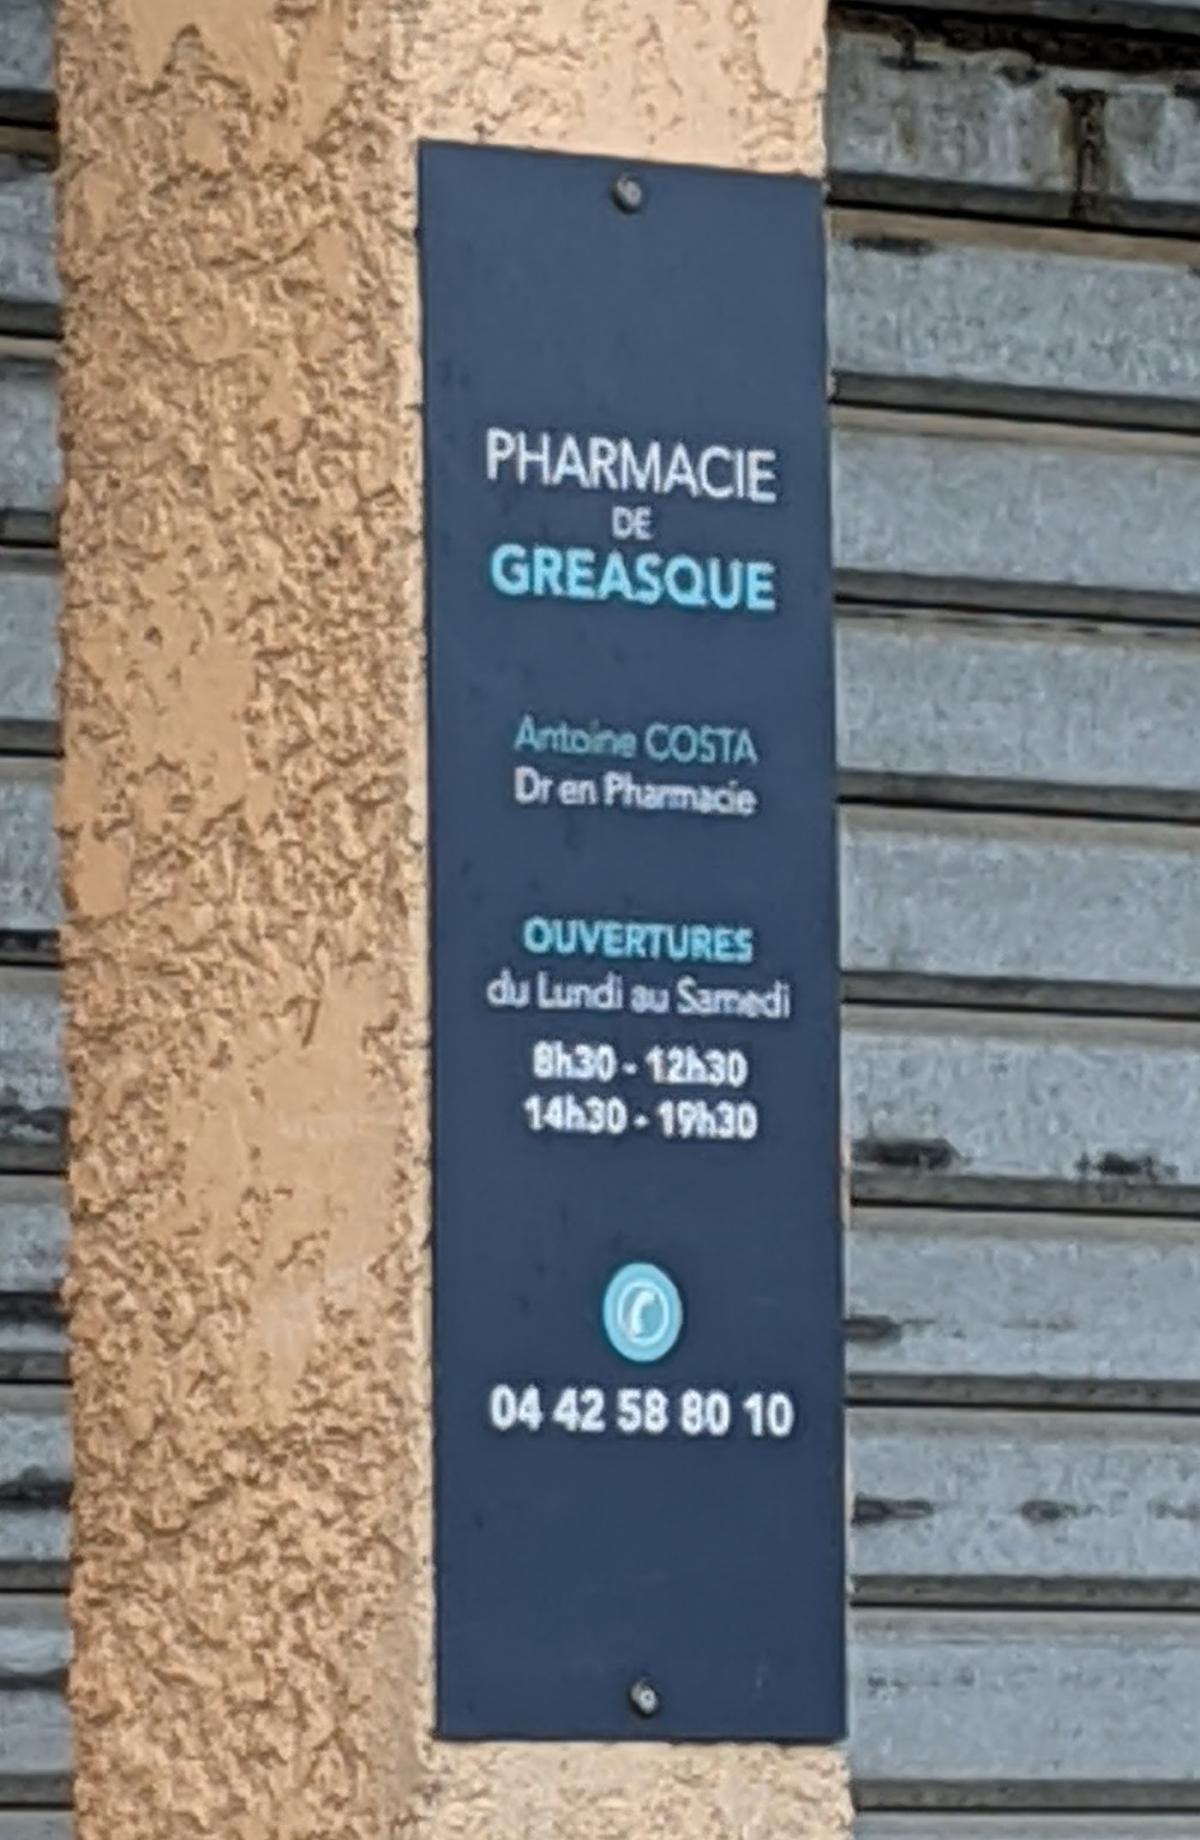 PHARMACIE
DE
GREASQUE
Antoine COSTA
Dr en Pharmacie
OUVERTURES
du Lundi au Samedi
8h30 - 12h30
14h30 - 19h30
04 42 58 80 10